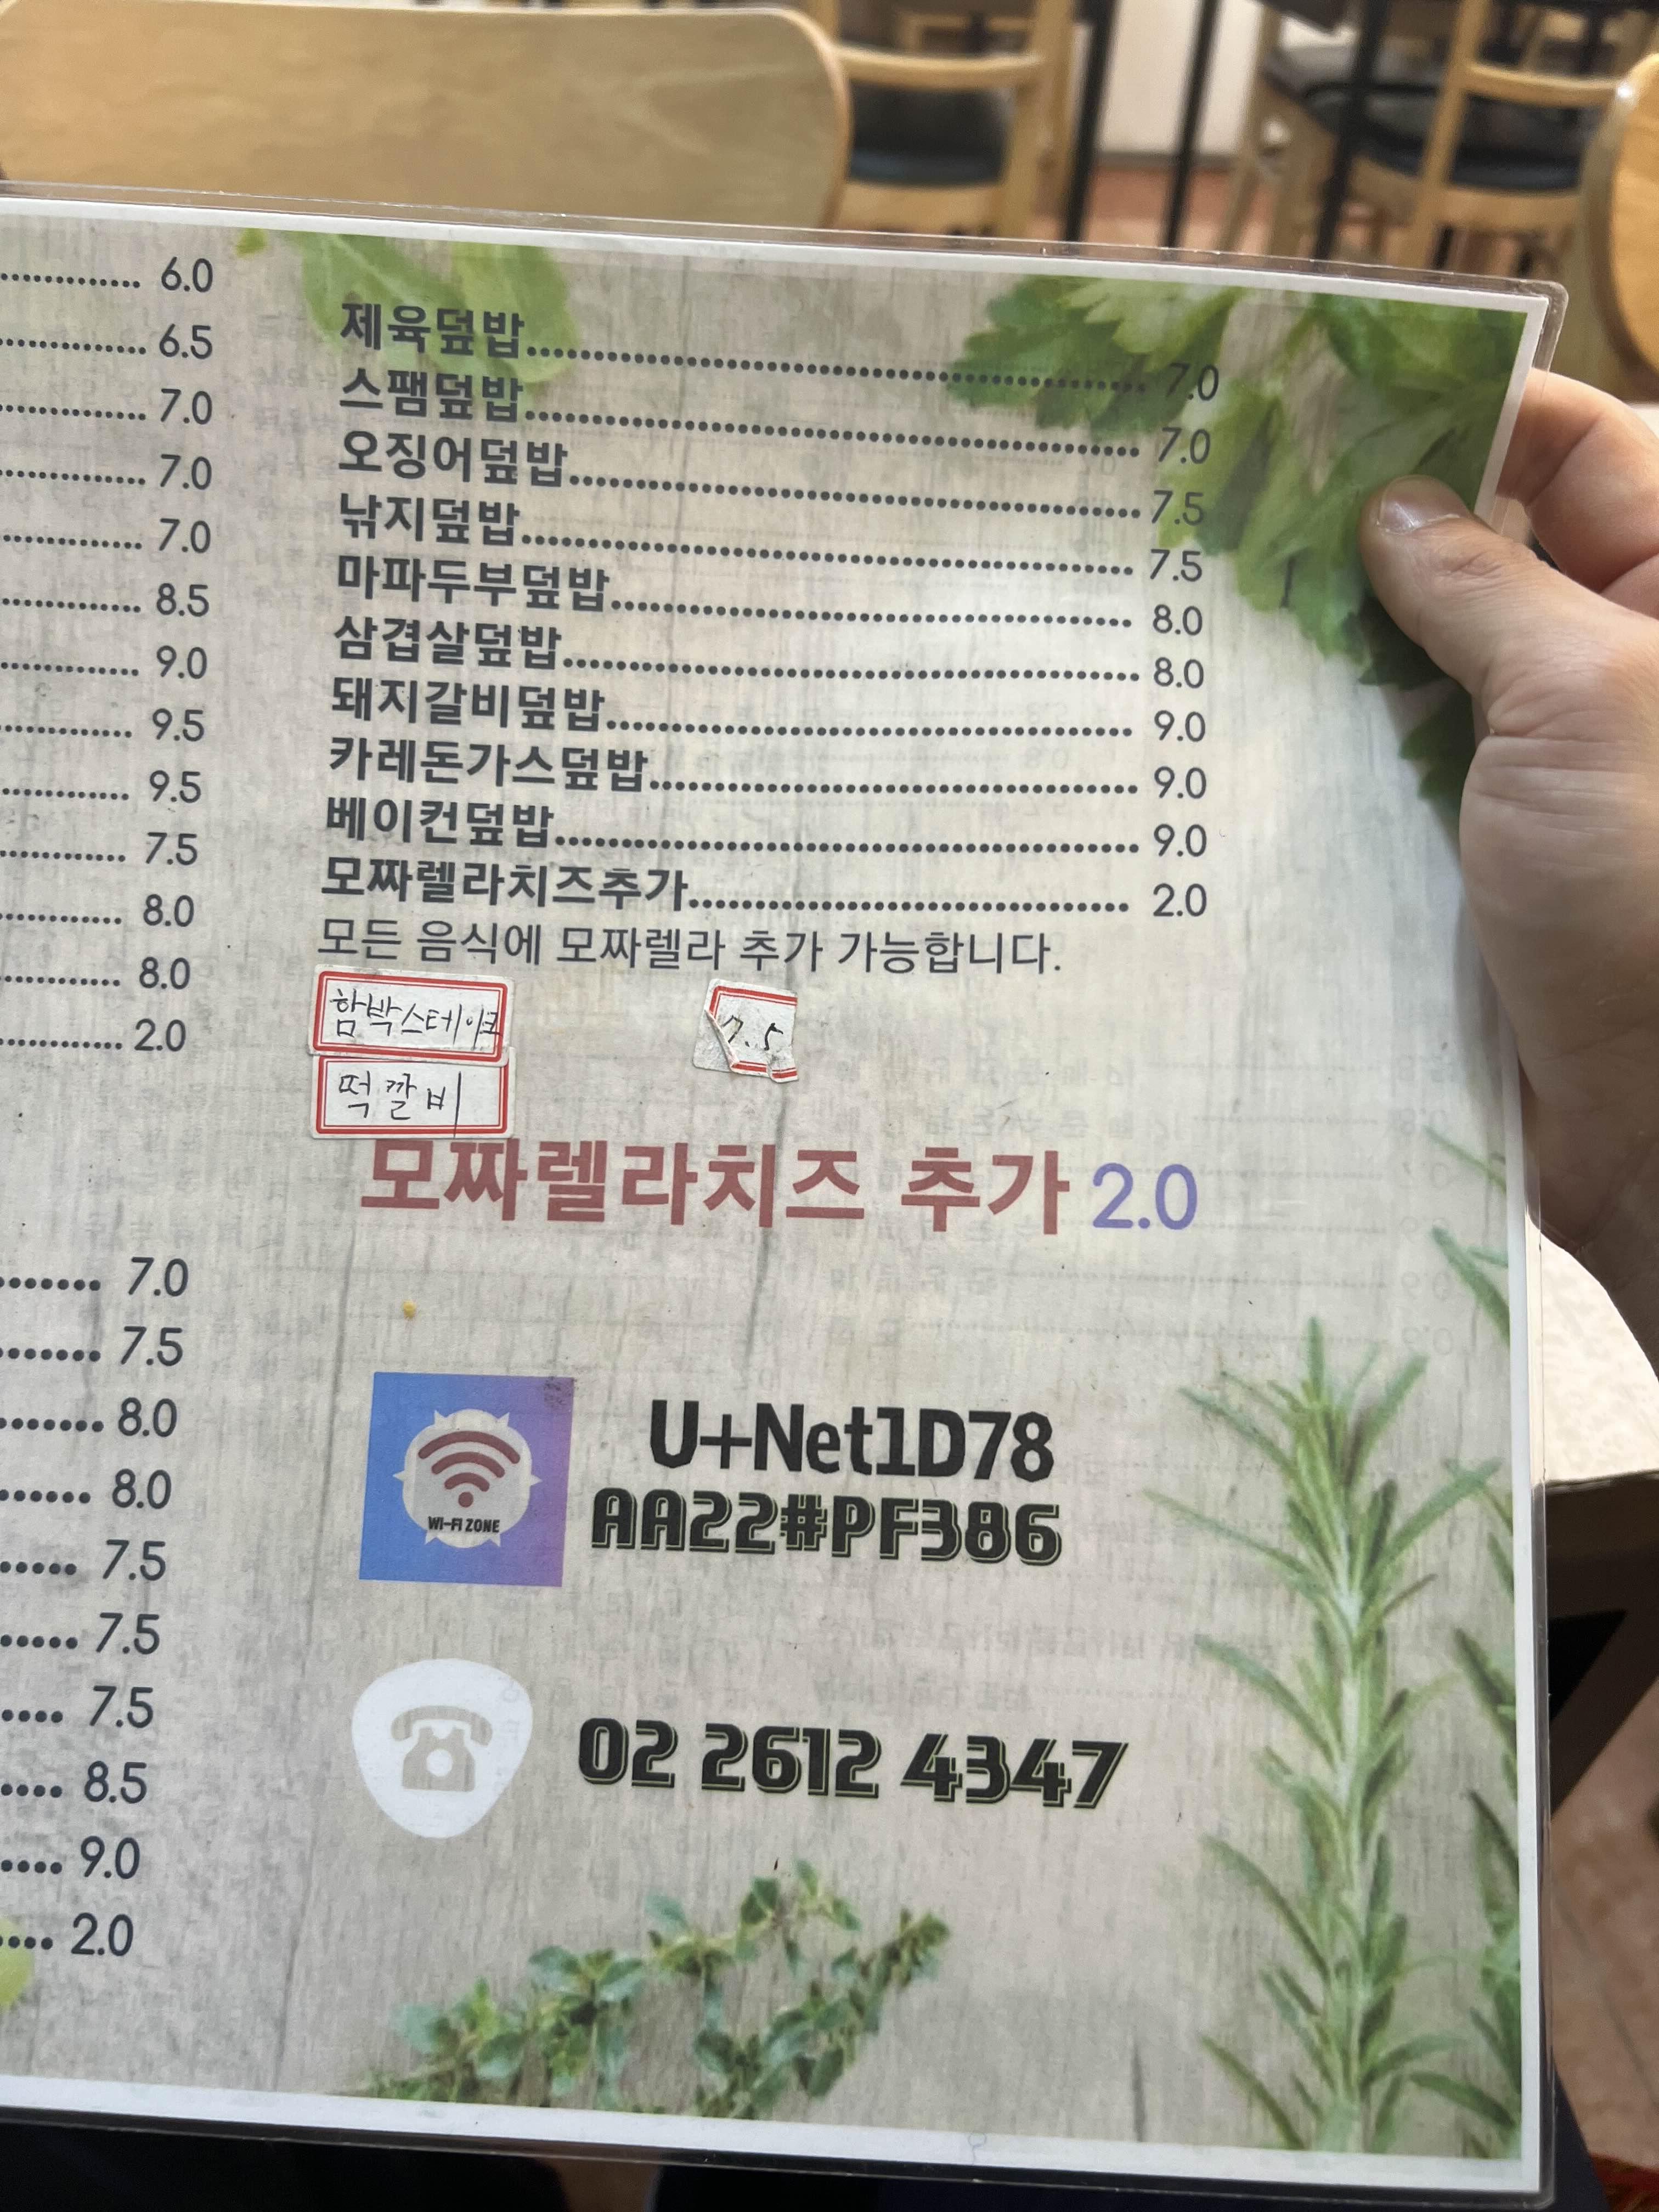 ............ 6.0
............ 6.5
............ 7.0
............ 7.0
............ 7.0
............ 8.5
............ 9.0
............ 9.5
............ 9.5
............ 7.5
............ 8.0
............ 8.0
............ 2.0
....... 7.0
....... 7.5
....... 8.0
...... 8.0
..... 7.5
..... 7.5
.... 7.5
.... 8.5
.... 9.0
.... 2.0
제육덮밥.................................................. 7.0
스팸덮밥.................................................. 7.0
오징어덮밥............................................... 7.5
낚지덮밥.................................................. 7.5
마파두부덮밥............................................ 8.0
삼겹살덮밥............................................... 8.0
돼지갈비덮밥............................................ 9.0
카레돈가스덮밥......................................... 9.0
베이컨덮밥............................................... 9.0
모짜렐라치즈추가...................................... 2.0
모든 음식에 모짜렐라 추가 가능합니다.
함박스테이크 7.5
떡갈비
모짜렐라치즈 추가 2.0
WI-FI ZONE
U+Net1D78
AA22#PF386
02 2612 4347